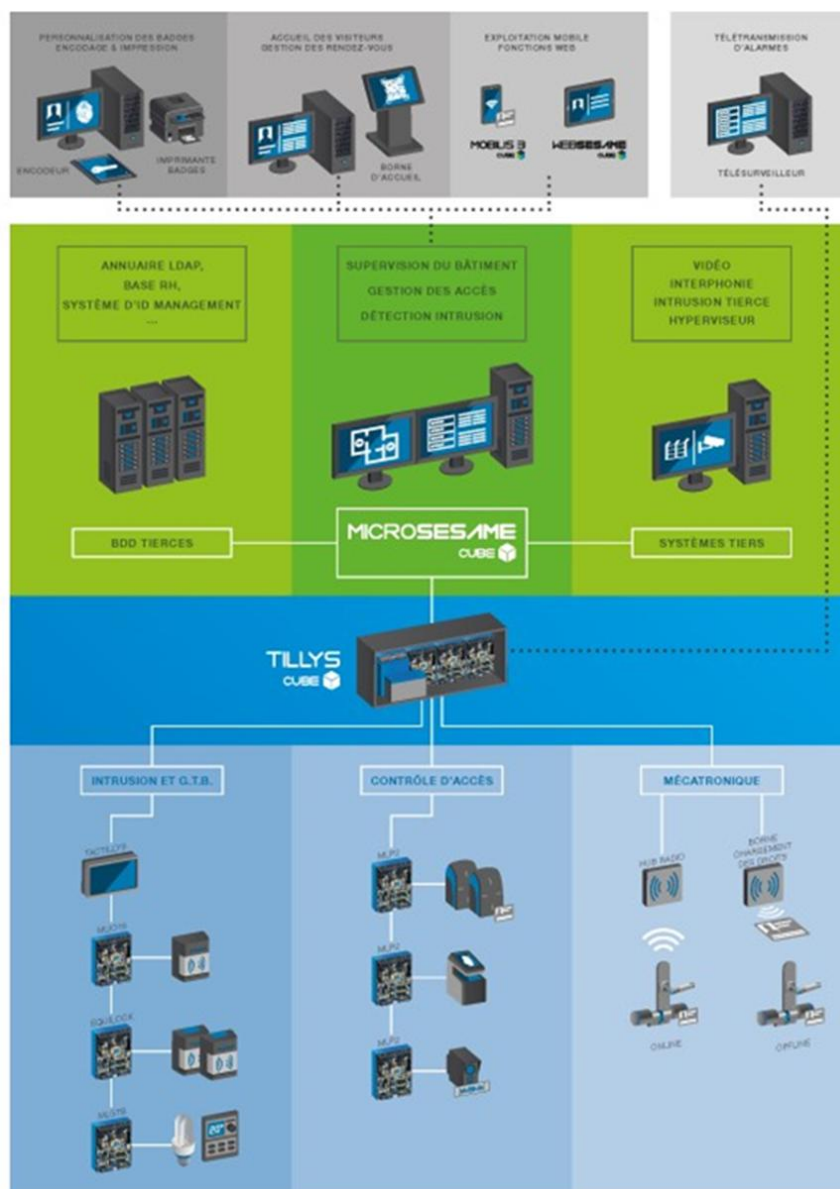 PERSONNALISATION DES BADGES
ENCODAGE & IMPRESSION
ENCODEUR
IMPRIMANTE
BADGES
ACCUEIL DES VISITEURS
GESTION DES RENDEZ-VOUS
BORNE
D'ACCUEIL
EXPLOITATION MOBILE
FONCTIONS WEB
MOBILIS 3
CUBE
WEBSESAME
CUBE
TÉLÉTRANSMISSION
D'ALARMES
TÉLÉSURVEILLEUR
ANNUAIRE LDAP,
BASE RH,
SYSTÈME D'ID MANAGEMENT
...
SUPERVISION DU BÂTIMENT
GESTION DES ACCÈS
DÉTECTION INTRUSION
VIDÉO
INTERPHONIE
INTRUSION TIERCE
HYPERVISEUR
BDD TIERCES
MICROSESAME
CUBE
SYSTÈMES TIERS
TILLYS
CUBE
INTRUSION ET G.T.B.
CONTRÔLE D'ACCÈS
MÉCATRONIQUE
TACTILLYS
EQUILOCK
20°
MLP2
MLP2
MLP2
HUB RADIO
BORNE
CHARGEMENT
DES DROITS
ONLINE
OFFLINE